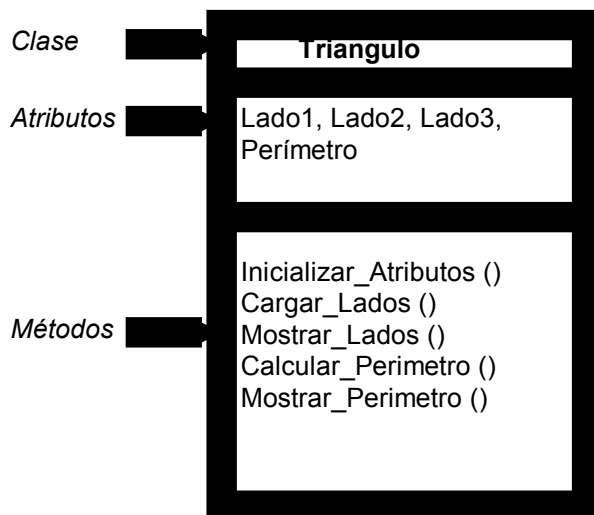 Clase
Triangulo
Atributos
Lado1, Lado2, Lado3,
Perímetro
Métodos
Inicializar_Atributos ()
Cargar_Lados ()
Mostrar_Lados ()
Calcular_Perimetro ()
Mostrar_Perimetro ()